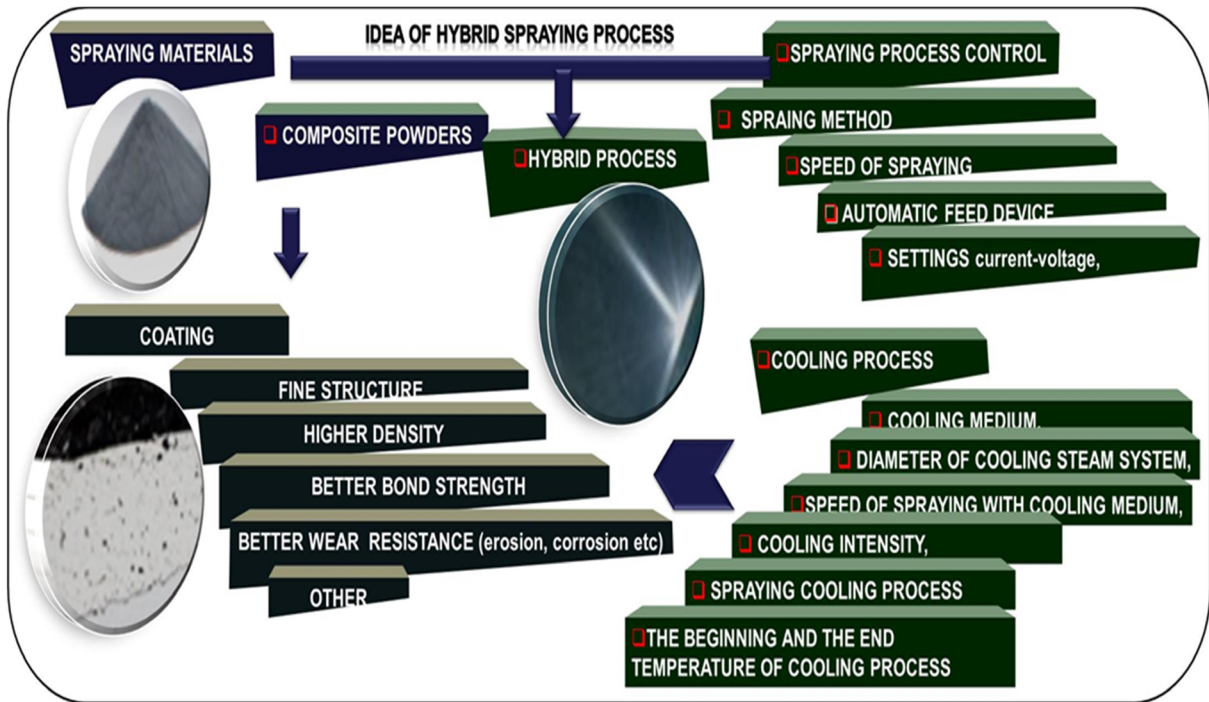 IDEA OF HYBRID SPRAYING PROCESS
SPRAYING MATERIALS
COMPOSITE POWDERS
HYBRID PROCESS
SPRAYING PROCESS CONTROL
SPRAING METHOD
SPEED OF SPRAYING
AUTOMATIC FEED DEVICE
SETTINGS current-voltage,
COATING
FINE STRUCTURE
HIGHER DENSITY
BETTER BOND STRENGTH
BETTER WEAR RESISTANCE (erosion, corrosion etc)
OTHER
COOLING PROCESS
COOLING MEDIUM,
DIAMETER OF COOLING STEAM SYSTEM,
SPEED OF SPRAYING WITH COOLING MEDIUM,
COOLING INTENSITY,
SPRAYING COOLING PROCESS
THE BEGINNING AND THE END
TEMPERATURE OF COOLING PROCESS